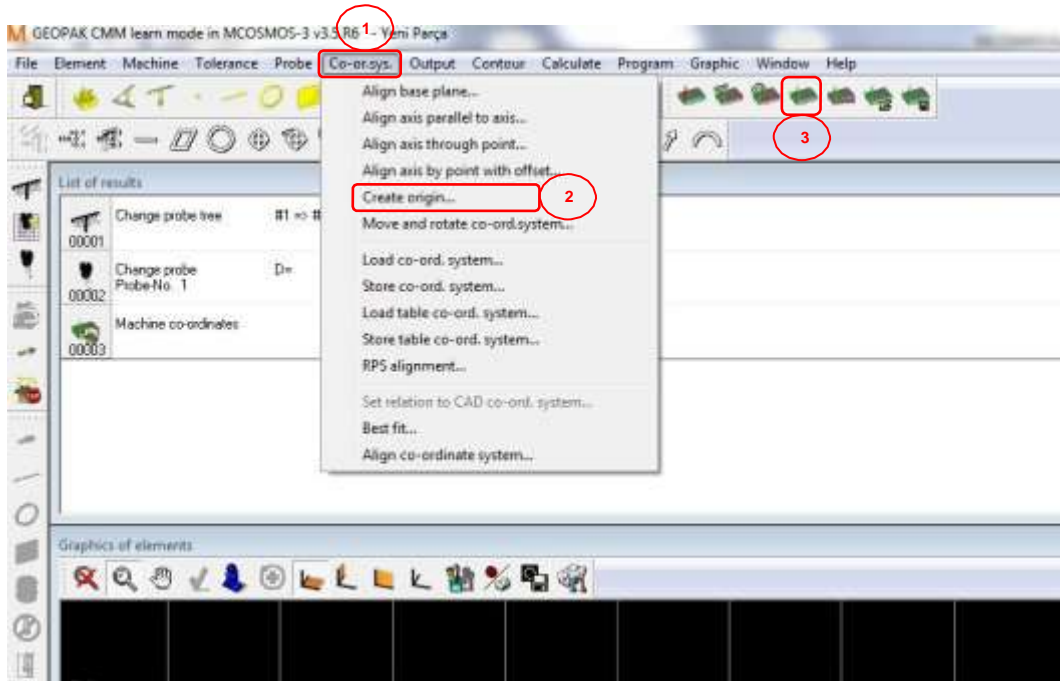 1
GEOPAK CMM learn mode in MCOSMOS-3 v3.5.R6 - Yeni Parça
File Element Machine Tolerance Probe Co-or.sys. Output Contour Calculate Program Graphic Window Help
Align base plane...
Align axis parallel to axis...
Align axis through point...
Align axis by point with offset...
Create origin...
Move and rotate co-ord.system...
Load co-ord. system...
Store co-ord. system...
Load table co-ord. system...
Store table co-ord. system...
RPS alignment...
Set relation to CAD co-ord. system...
Best fit...
Align co-ordinate system...
2
3
List of results
Change probe tree #1 => #
00001
Change probe D=
Probe-No. 1
00002
Machine co-ordinates
00003
Graphics of elements